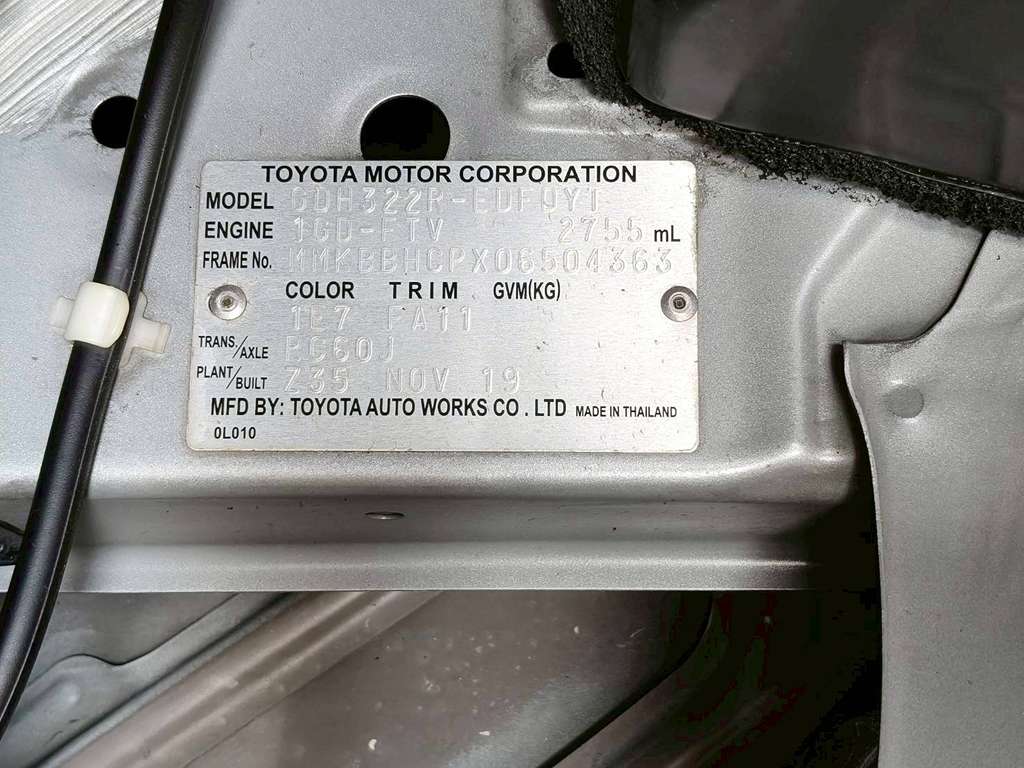 TOYOTA MOTOR CORPORATION
MODEL GDH322R-EDFQYT
ENGINE 1GD-FTV 2755 mL
FRAME No. MMKBBHCPX06504363
COLOR TRIM GVM(KG)
1E7 FA11
TRANS./AXLE RC60J
PLANT/BUILT Z35 NOV 19
MFD BY: TOYOTA AUTO WORKS CO . LTD MADE IN THAILAND
0L010